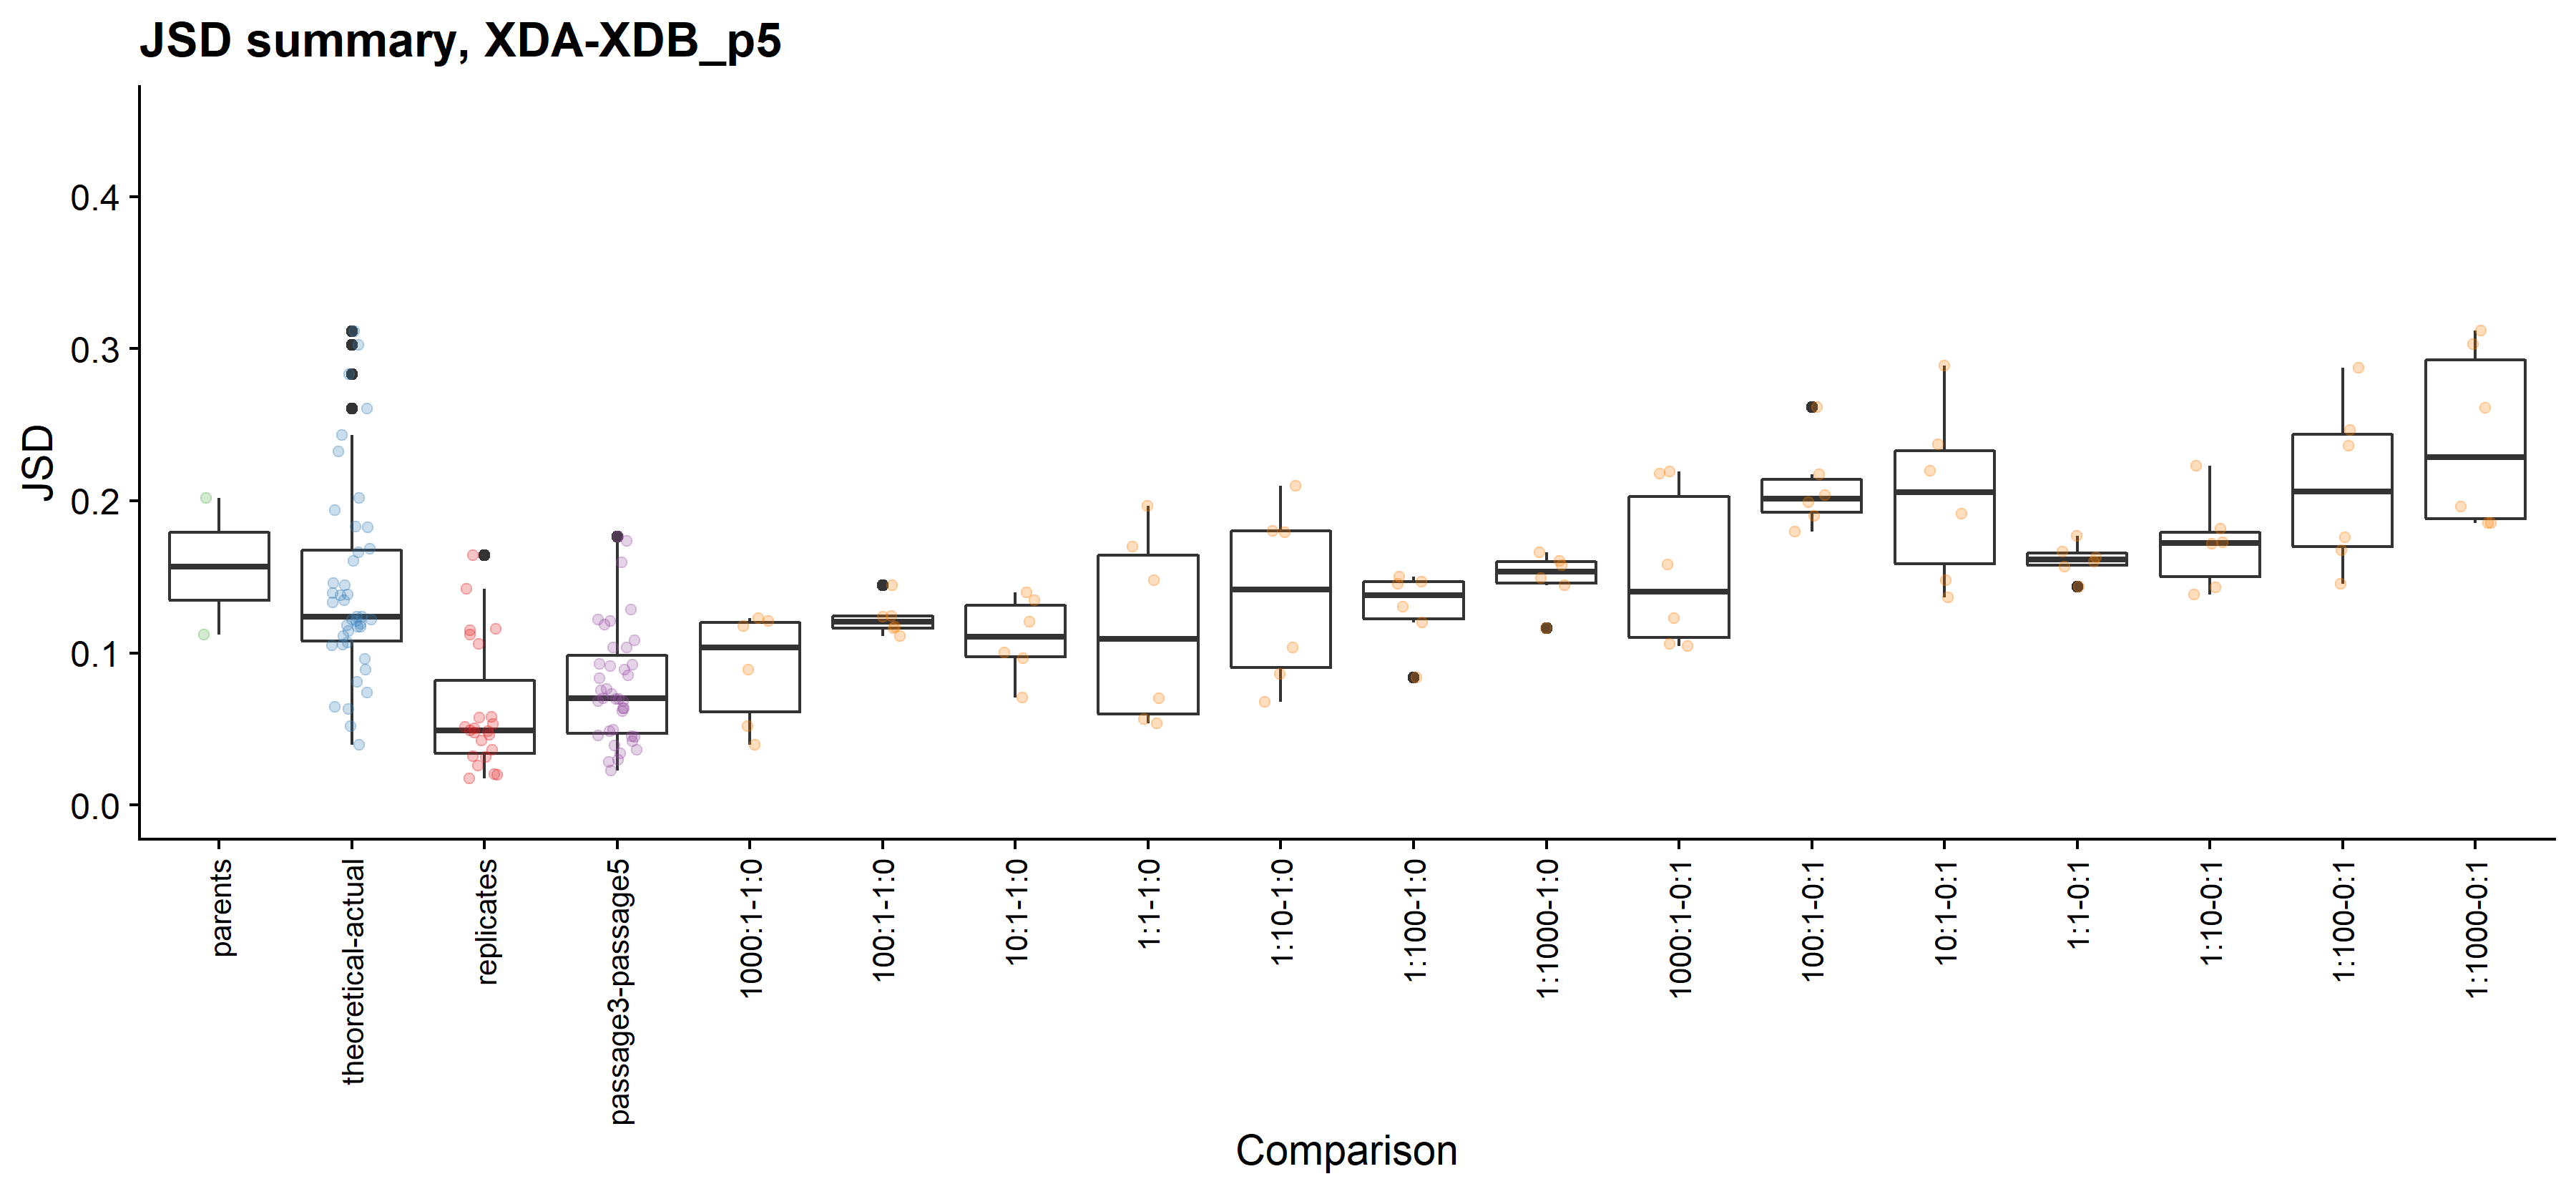 JSD summary, XDA-XDB_p5
JSD
0.4
0.3
0.2
0.1
0.0
parents
theoretical-actual
replicates
passage3-passage5
1000:1-1:0
100:1-1:0
10:1-1:0
1:1-1:0
1:10-1:0
1:100-1:0
1:1000-1:0
1000:1-0:1
100:1-0:1
10:1-0:1
1:1-0:1
1:10-0:1
1:100-0:1
1:1000-0:1
Comparison